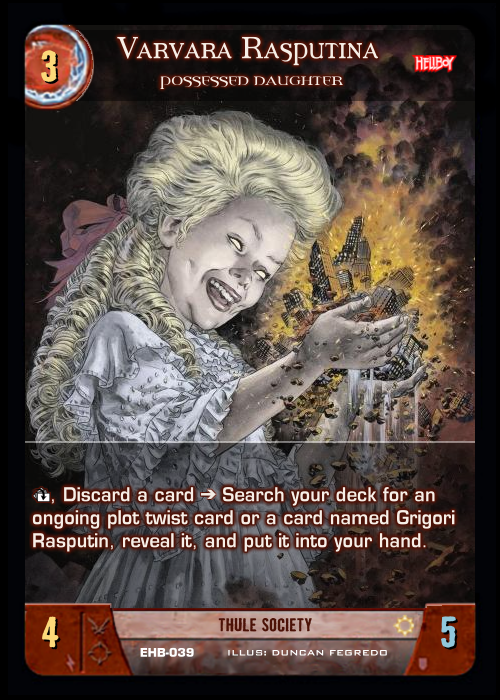 3
Varvara Rasputina
Possessed Daughter
HELLBOY
, Discard a card → Search your deck for an
ongoing plot twist card or a card named Grigori
Rasputin, reveal it, and put it into your hand.
4
THULE SOCIETY
5
EHB-039
ILLUS: DUNCAN FEGREDO